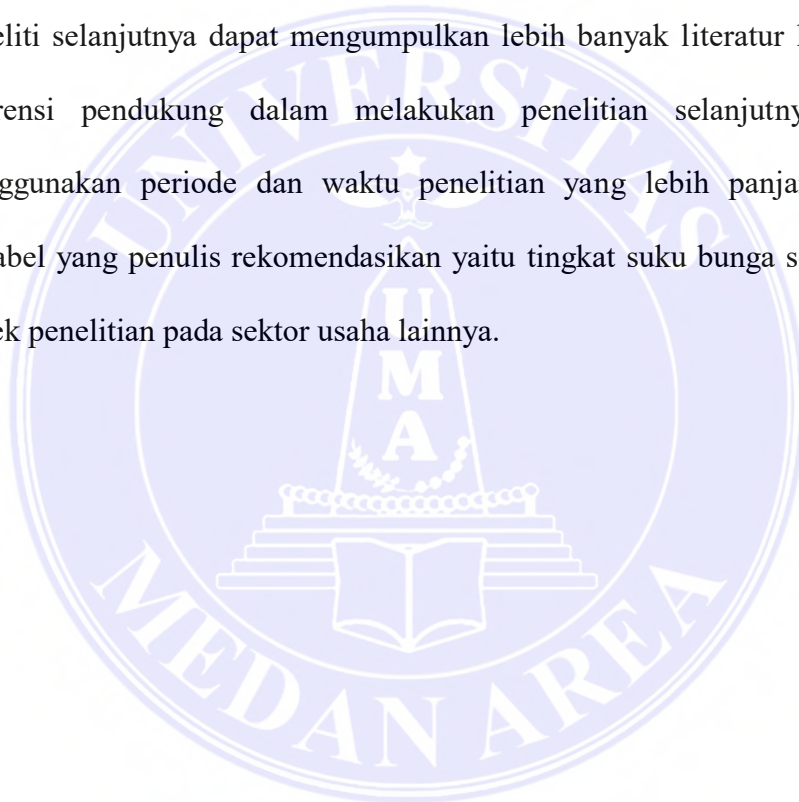 eliti selanjutnya dapat mengumpulkan lebih banyak literatur
rensi pendukung dalam melakukan penelitian selanjutny
ggunakan periode dan waktu penelitian yang lebih panja
abel yang penulis rekomendasikan yaitu tingkat suku bunga s
ek penelitian pada sektor usaha lainnya.
UNIVERSITAS
U
M
A
MEDAN AREA